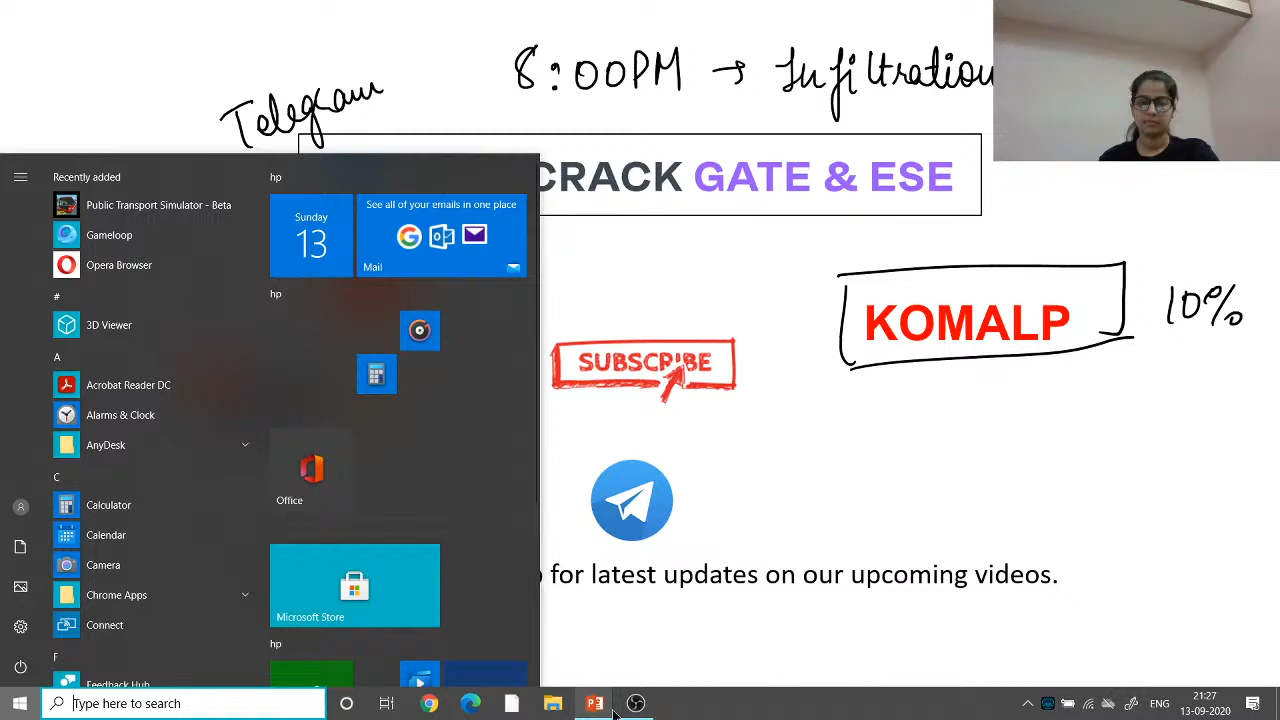 8:00PM → Infiltration
Telegram
CRACK GATE & ESE
KOMALP
10%
SUBSCRIBE
for latest updates on our upcoming videos.
Recently added
Public Transport Simulator - Beta
Gameloop
Opera Browser
#
3D Viewer
A
Acrobat Reader DC
Alarms & Clock
AnyDesk
C
Calculator
Calendar
Camera
Chrome Apps
Connect
F
Feedback Hub
hp
Sunday
13
See all of your emails in one place
Mail
hp
Office
Microsoft Store
hp
Type here to search
ENG
21:27
13-09-2020